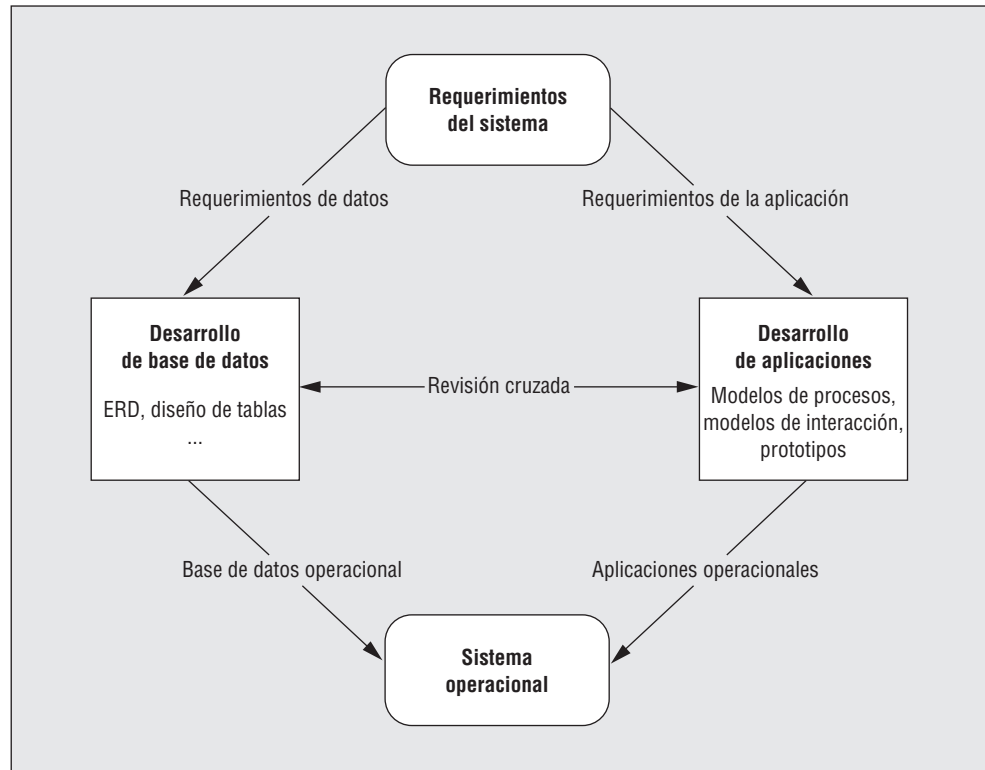 Requerimientos
del sistema
Requerimientos de datos
Requerimientos de la aplicación
Desarrollo
de base de datos
ERD, diseño de tablas
...
Revisión cruzada
Desarrollo
de aplicaciones
Modelos de procesos,
modelos de interacción,
prototipos
Base de datos operacional
Aplicaciones operacionales
Sistema
operacional